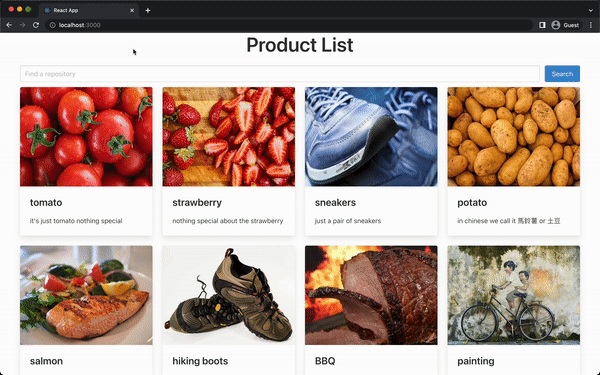 React App
localhost:3000
Guest
Product List
Find a repository
Search
tomato
it's just tomato nothing special
strawberry
nothing special about the strawberry
sneakers
just a pair of sneakers
potato
in chinese we call it 馬鈴薯 or 土豆
salmon
hiking boots
BBQ
painting